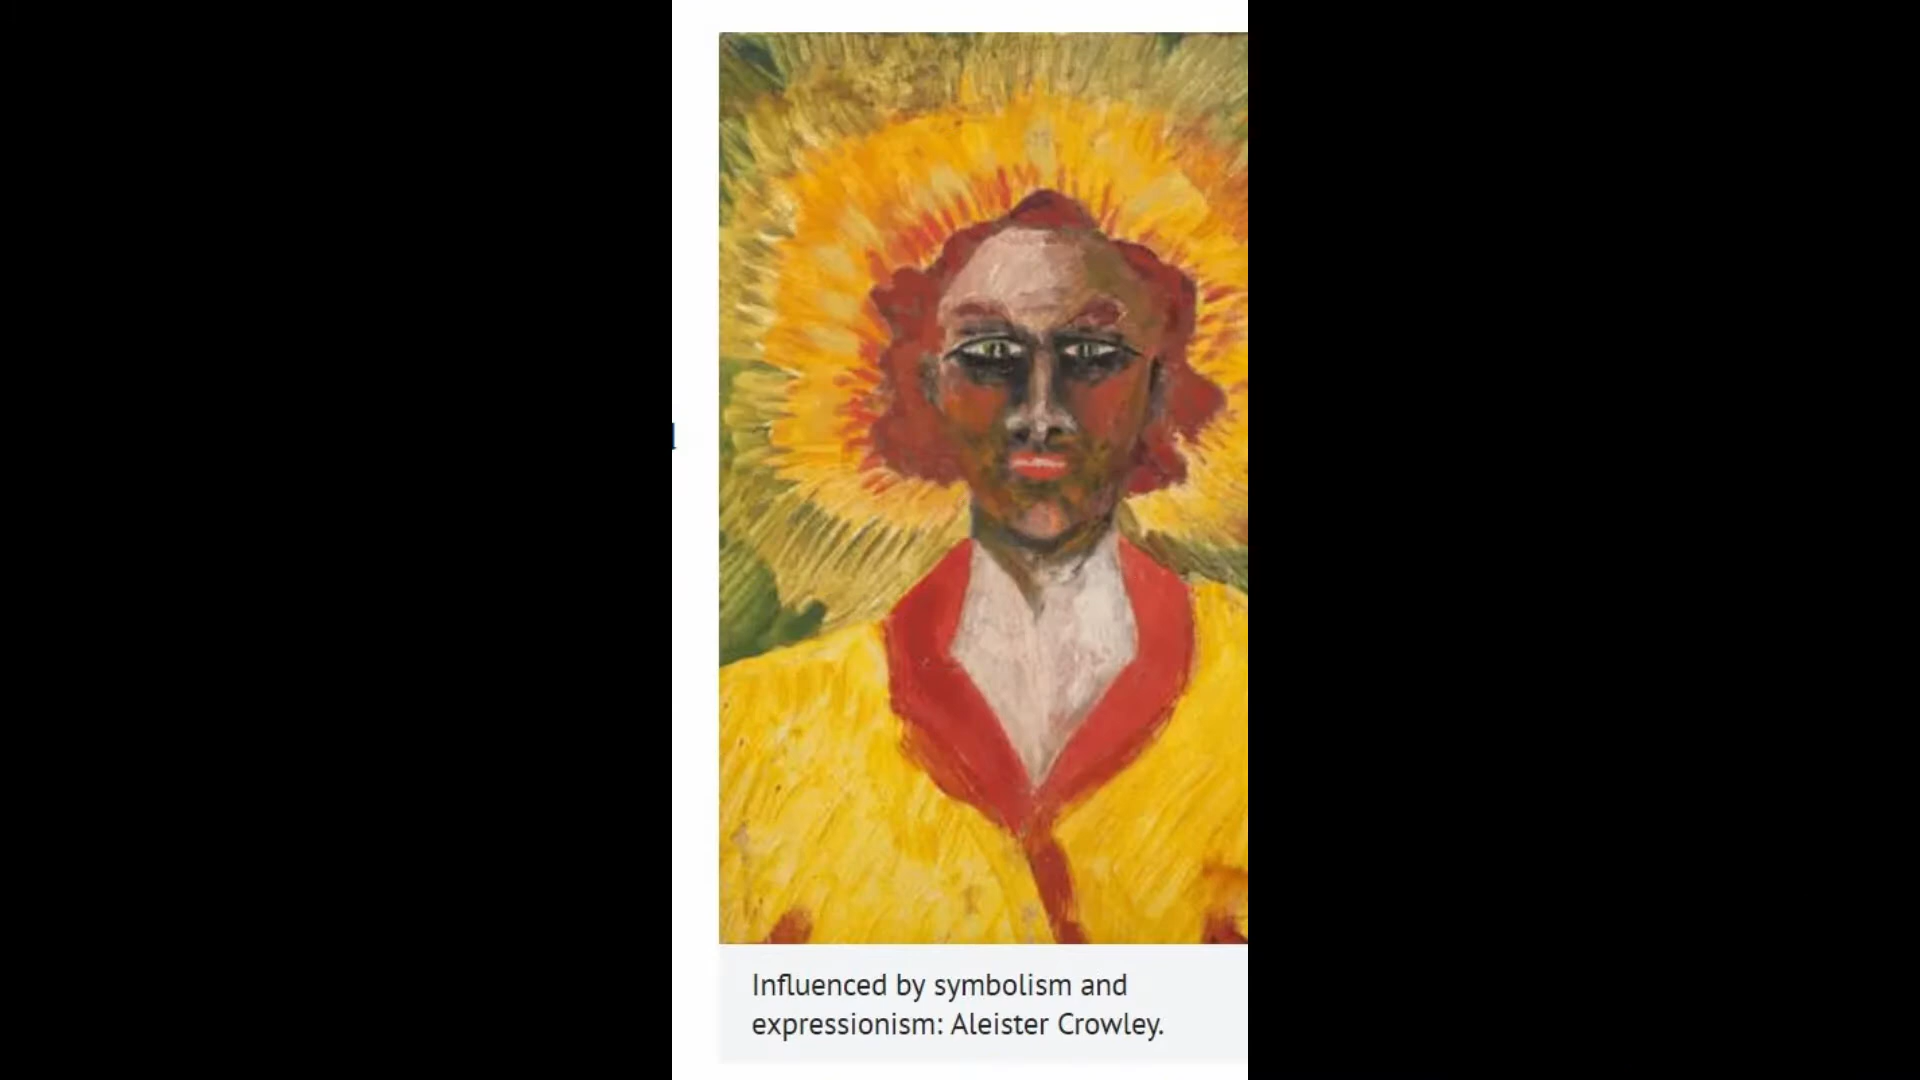 Influenced by symbolism and
expressionism: Aleister Crowley.